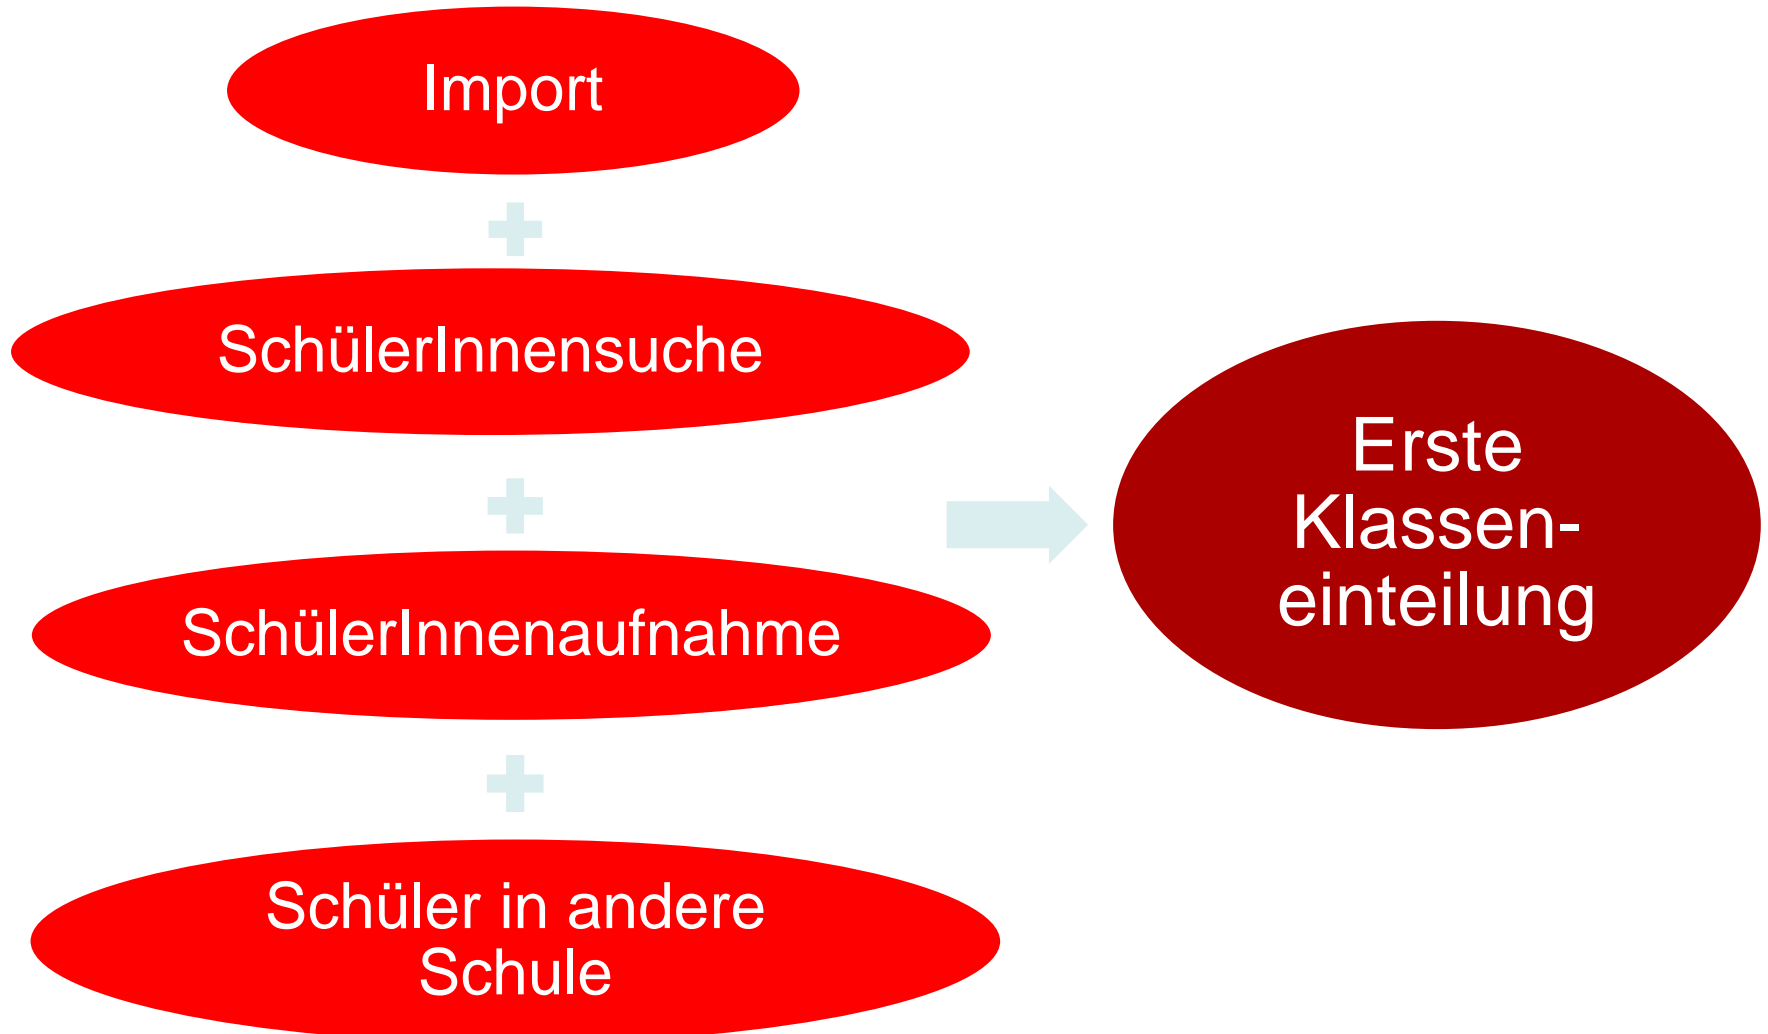 Import
SchülerInnensuche
SchülerInnenaufnahme
Schüler in andere
Schule
Erste
Klassen-
einteilung